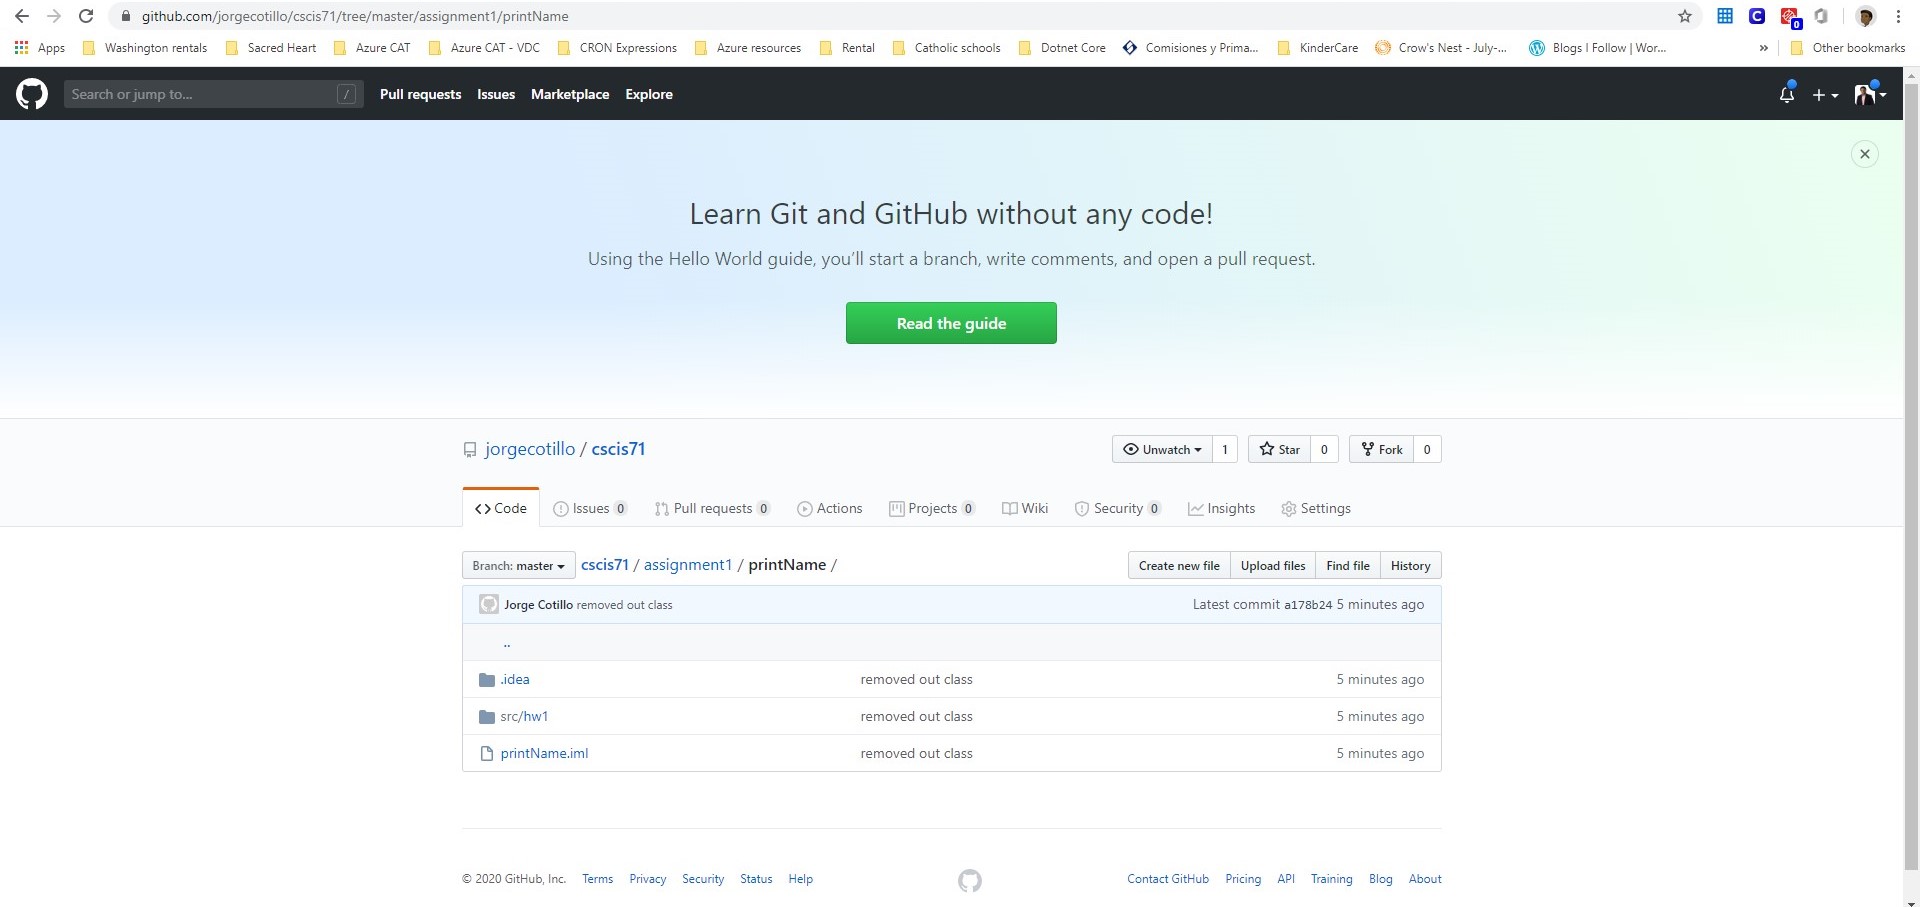 github.com/jorgecotillo/cscis71/tree/master/assignment1/printName
Apps Washington rentals Sacred Heart Azure CAT Azure CAT - VDC CRON Expressions Azure resources Rental Catholic schools Dotnet Core Comisiones y Prima... KinderCare Crow's Nest - July-... Blogs I Follow | Wor... » Other bookmarks
Search or jump to... / Pull requests Issues Marketplace Explore
Learn Git and GitHub without any code!
Using the Hello World guide, you’ll start a branch, write comments, and open a pull request.
Read the guide
jorgecotillo / cscis71 Unwatch 1 Star 0 Fork 0
Code Issues 0 Pull requests 0 Actions Projects 0 Wiki Security 0 Insights Settings
Branch: master cscis71 / assignment1 / printName / Create new file Upload files Find file History
Jorge Cotillo removed out class Latest commit a178b24 5 minutes ago
..
.idea removed out class 5 minutes ago
src/hw1 removed out class 5 minutes ago
printName.iml removed out class 5 minutes ago
© 2020 GitHub, Inc. Terms Privacy Security Status Help Contact GitHub Pricing API Training Blog About